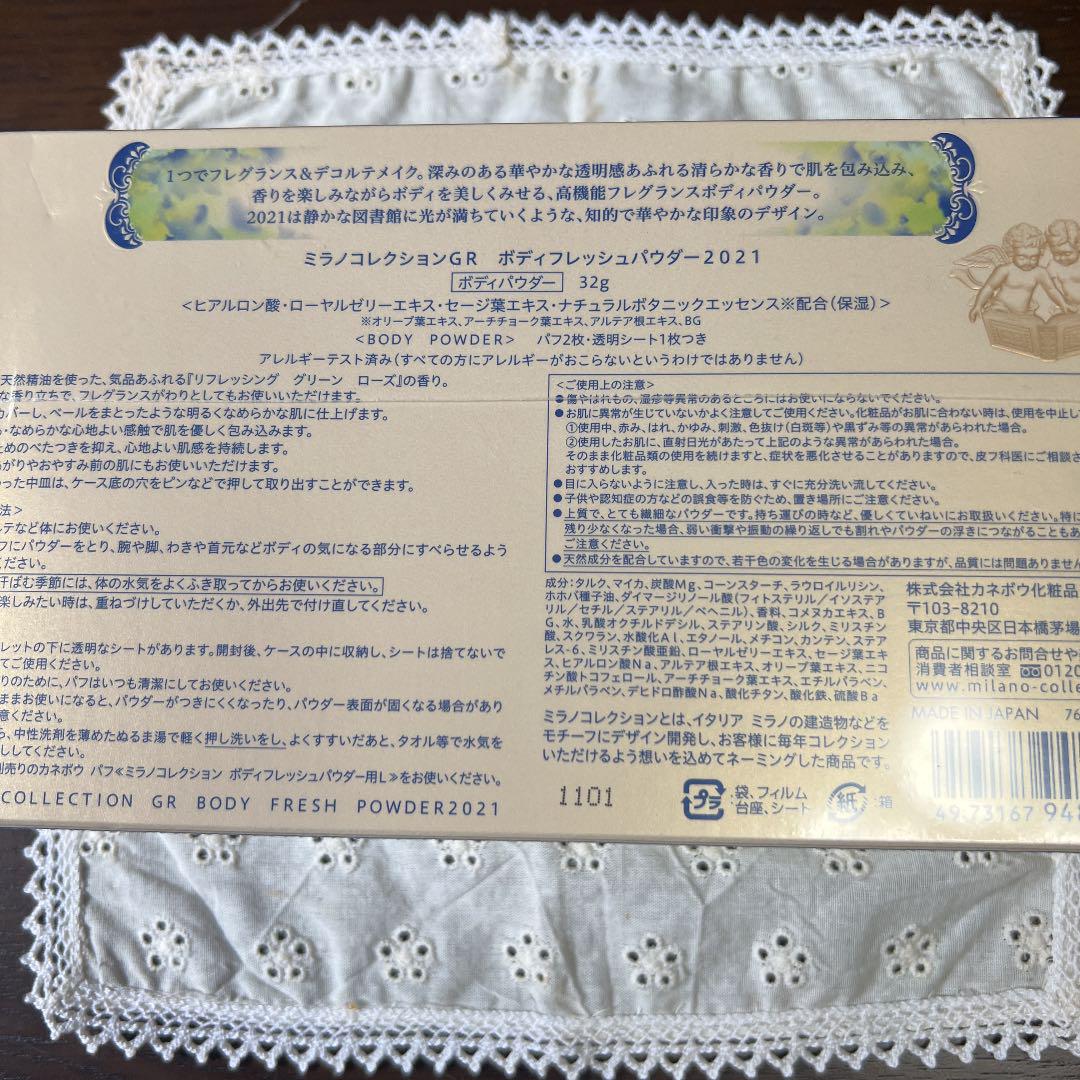 1つでフレグランス&デコルテメイク。深みのある華やかな透明感あふれる清らかな香りで肌を包み込み、
香りを楽しみながらボディを美しくみせる、高機能フレグランスボディパウダー。
2021は静かな図書館に光が満ちていくような、知的で華やかな印象のデザイン。
ミラノコレクションGR ボディフレッシュパウダー2021
ボディパウダー 32g
<ヒアルロン酸・ローヤルゼリーエキス・セージ葉エキス・ナチュラルボタニックエッセンス※配合(保湿)>
※オリーブ葉エキス、アーチチョーク葉エキス、アルテア根エキス、BG
<BODY POWDER> パフ2枚・透明シート1枚つき
アレルギーテスト済み(すべての方にアレルギーがおこらないというわけではありません)
天然精油を使った、気品あふれる『リフレッシング グリーン ローズ』の香り。
な香り立ちで、フレグランスがわりとしてもお使いいただけます。
カバーし、ベールをまとったような明るくなめらかな肌に仕上げます。
・なめらかな心地よい感触で肌を優しく包み込みます。
ためのべたつきを抑え、心地よい肌感を持続します。
がりやおやすみ前の肌にもお使いいただけます。
った中皿は、ケース底の穴をピンなどで押して取り出すことができます。
法>
ルテなど体にお使いください。
フにパウダーをとり、腕や脚、わきや首元などボディの気になる部分にすべらせるよう
ください。
汗ばむ季節には、体の水気をよくふき取ってからお使いください。
楽しみたい時は、重ねづけしていただくか、外出先で付け直してください。
レットの下に透明なシートがあります。開封後、ケースの中に収納し、シートは捨てないで
てご使用ください。
りのために、パフはいつも清潔にしてお使いください。
ままお使いになると、パウダーがつきにくくなったり、パウダー表面が固くなる場合があり
意ください。
ら、中性洗剤を薄めたぬるま湯で軽く押し洗いをし、よくすすいだあと、タオル等で水気を
ししてください。
別売りのカネボウ パフ≪ミラノコレクション ボディフレッシュパウダー用L≫をお使いください。
COLLECTION GR BODY FRESH POWDER2021
<ご使用上の注意>
●傷やはれもの、湿疹等異常のあるところにはお使いにならないでください。
●お肌に異常が生じていないかよく注意してご使用ください。化粧品がお肌に合わない時は、使用を中止し
①使用中、赤み、はれ、かゆみ、刺激、色抜け(白斑等)や黒ずみ等の異常があらわれた場合。
②使用したお肌に、直射日光があたって上記のような異常があらわれた場合。
そのまま化粧品類の使用を続けますと、症状を悪化させることがありますので、皮フ科医にご相談さ
おすすめします。
●目に入らないように注意し、入った時は、すぐに充分洗い流してください。
●子供や認知症の方などの誤食等を防ぐため、置き場所にご注意ください。
●上質で、とても繊細なパウダーです。持ち運びの時など、優しくていねいにお取扱いください。特に
残り少なくなった場合、弱い衝撃や振動の繰り返しでも割れやパウダーの浮きにつながることもあ
ご注意ください。
●天然成分を配合していますので、若干色の変化を生じる場合がありますが、品質には問題ありません
成分:タルク、マイカ、炭酸Mg、コーンスターチ、ラウロイルリシン、
ホホバ種子油、ダイマージリノール酸(フィトステリル/イソステア
リル/セチル/ステアリル/ベヘニル)、香料、コメヌカエキス、B
G、水、乳酸オクチルドデシル、ステアリン酸、シルク、ミリスチン
酸、スクワラン、水酸化Al、エタノール、メチコン、カンテン、ステア
レス-6、ミリスチン酸亜鉛、ローヤルゼリーエキス、セージ葉エキ
ス、ヒアルロン酸Na、アルテア根エキス、オリーブ葉エキス、ニコ
チン酸トコフェロール、アーチチョーク葉エキス、エチルパラベン、
メチルパラベン、デヒドロ酢酸Na、酸化チタン、酸化鉄、硫酸Ba
ミラノコレクションとは、イタリア ミラノの建造物などを
モチーフにデザイン開発し、お客様に毎年コレクション
いただけるよう想いを込めてネーミングした商品です。
株式会社カネボウ化粧品
〒103-8210
東京都中央区日本橋茅場
商品に関するお問合せや
消費者相談室 0120
www.milano-colle
MADE IN JAPAN 76
49 73167 948
1101
プラ :袋、フィルム
台座、シート
紙 :箱